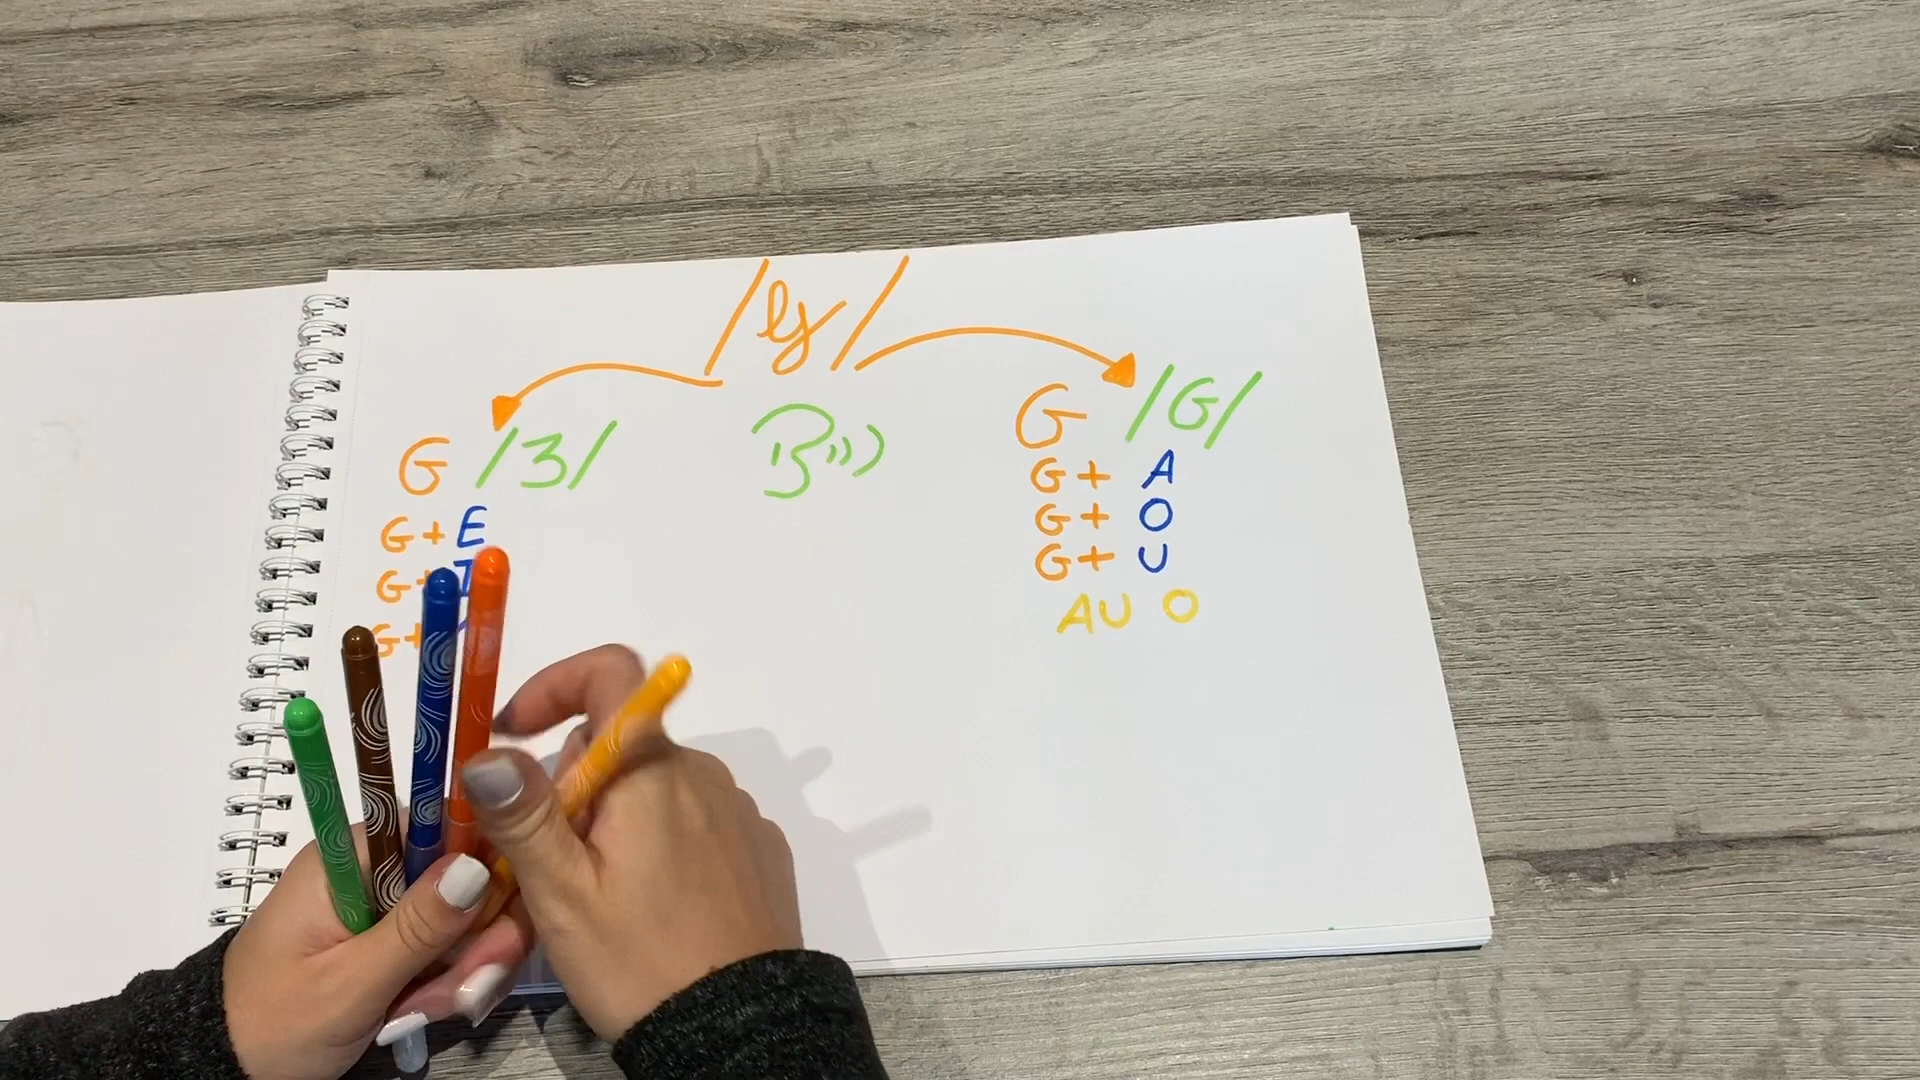 /g/
G /ʒ/
G+E
G+I
G+
G /G/
G+ A
G+ O
G+ U
AU O